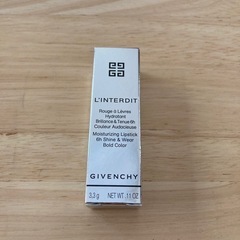 L'INTERDIT
Rouge à Lèvres
Hydratant
Brillance & Tenue 6h
Couleur Audacieuse
Moisturizing Lipstick
6h Shine & Wear
Bold Color
GIVENCHY
3,3 g NET WT .11 OZ